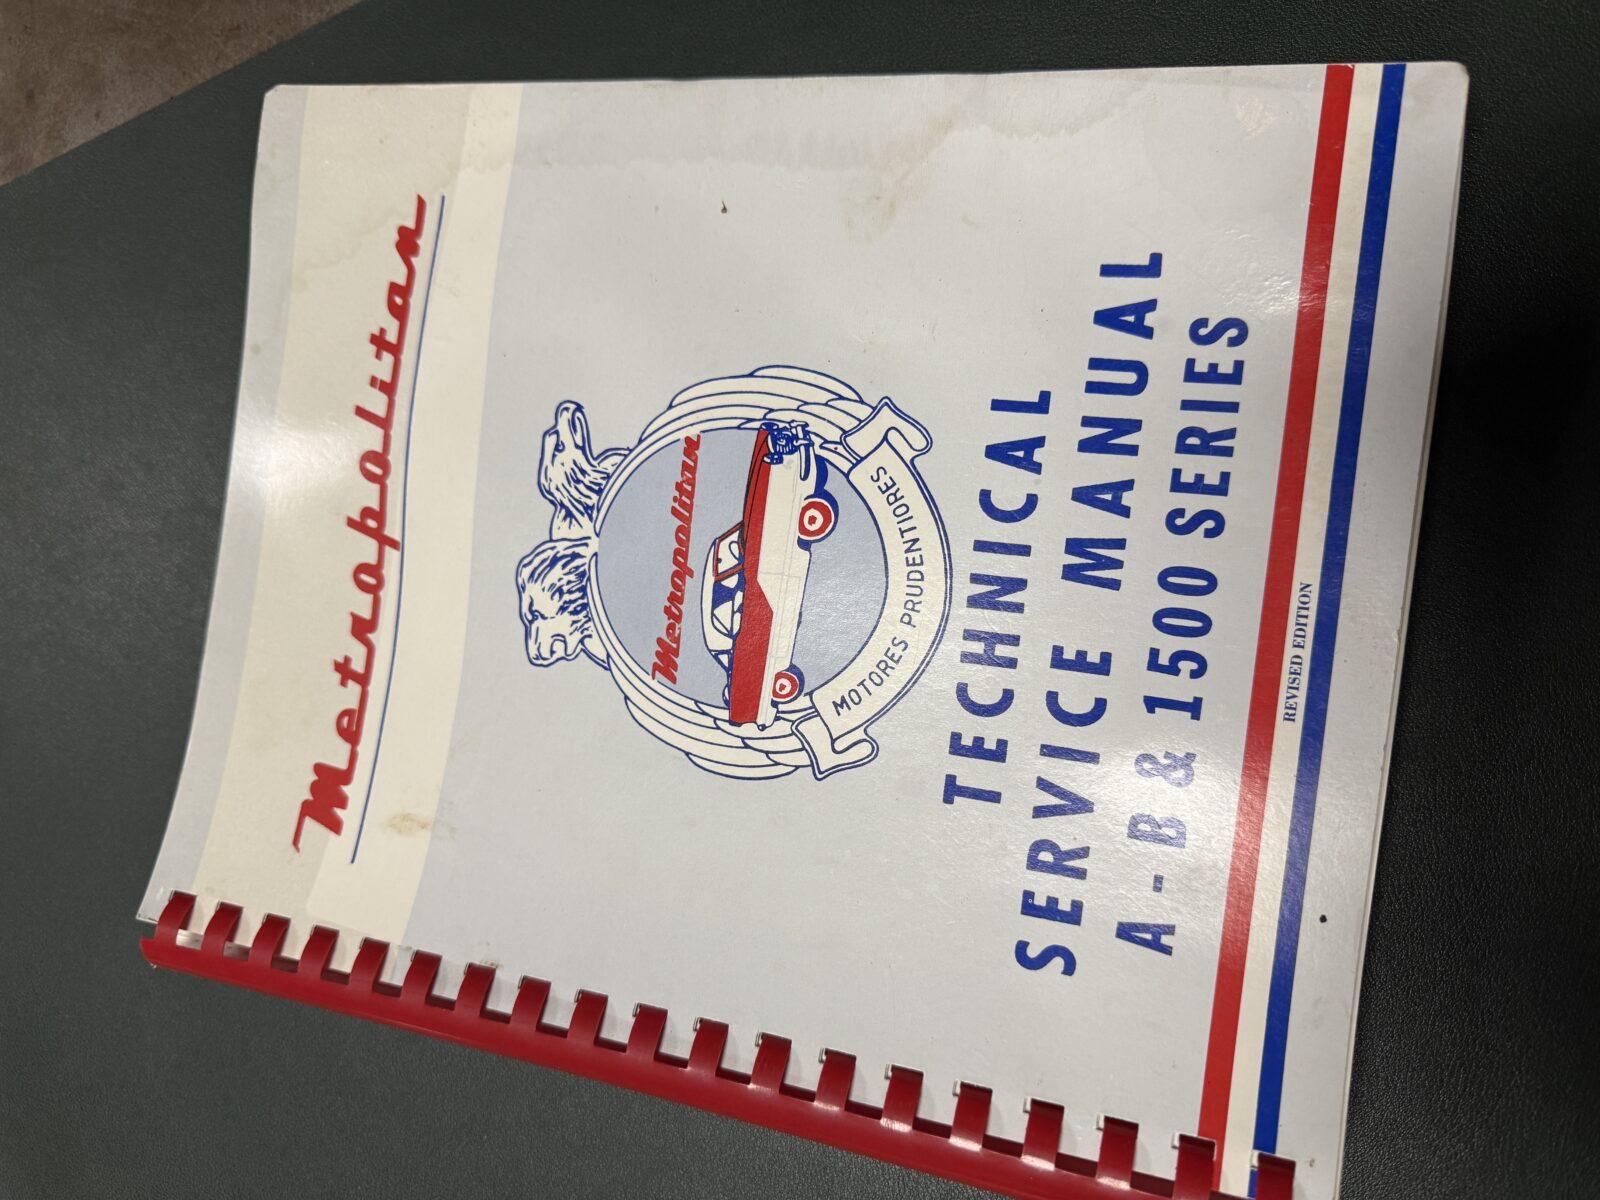 Metropolitan
Metropolitan
MOTORES PRUDENTIORES
TECHNICAL
SERVICE MANUAL
A-B & 1500 SERIES
REVISED EDITION